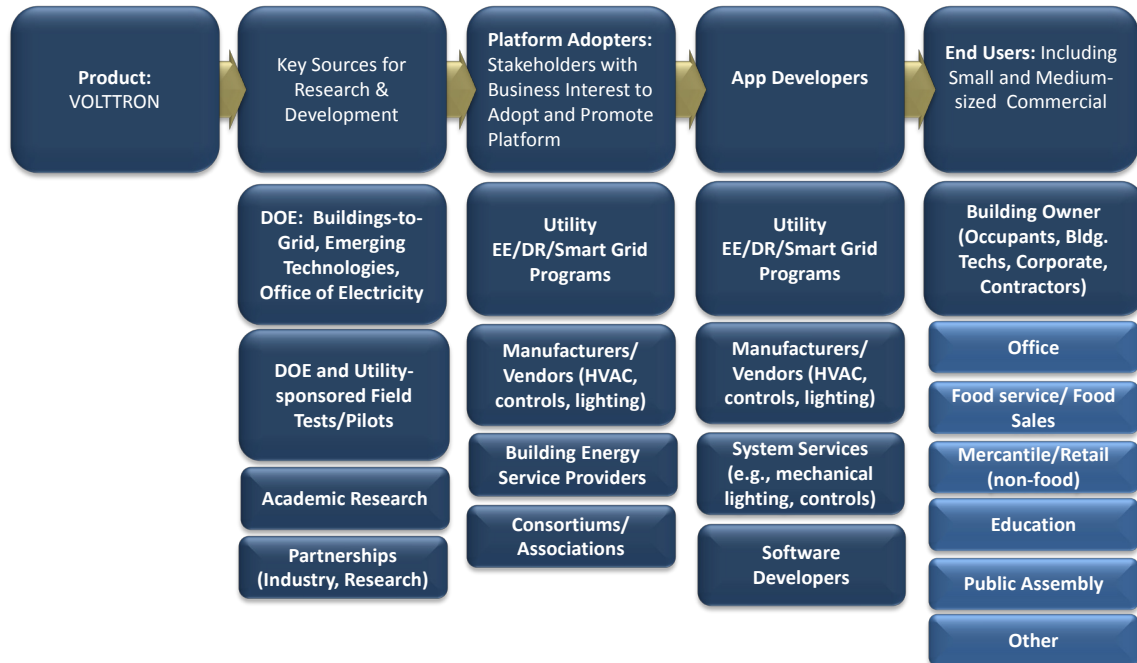 Product:
VOLTTRON
Key Sources for
Research &
Development
Platform Adopters:
Stakeholders with
Business Interest to
Adopt and Promote
Platform
App Developers
End Users: Including
Small and Medium-
sized Commercial
DOE: Buildings-to-
Grid, Emerging
Technologies,
Office of Electricity
DOE and Utility-
sponsored Field
Tests/Pilots
Academic Research
Partnerships
(Industry, Research)
Utility
EE/DR/Smart Grid
Programs
Manufacturers/
Vendors (HVAC,
controls, lighting)
Building Energy
Service Providers
Consortiums/
Associations
Utility
EE/DR/Smart Grid
Programs
Manufacturers/
Vendors (HVAC,
controls, lighting)
System Services
(e.g., mechanical
lighting, controls)
Software
Developers
Building Owner
(Occupants, Bldg.
Techs, Corporate,
Contractors)
Office
Food service/ Food
Sales
Mercantile/Retail
(non-food)
Education
Public Assembly
Other